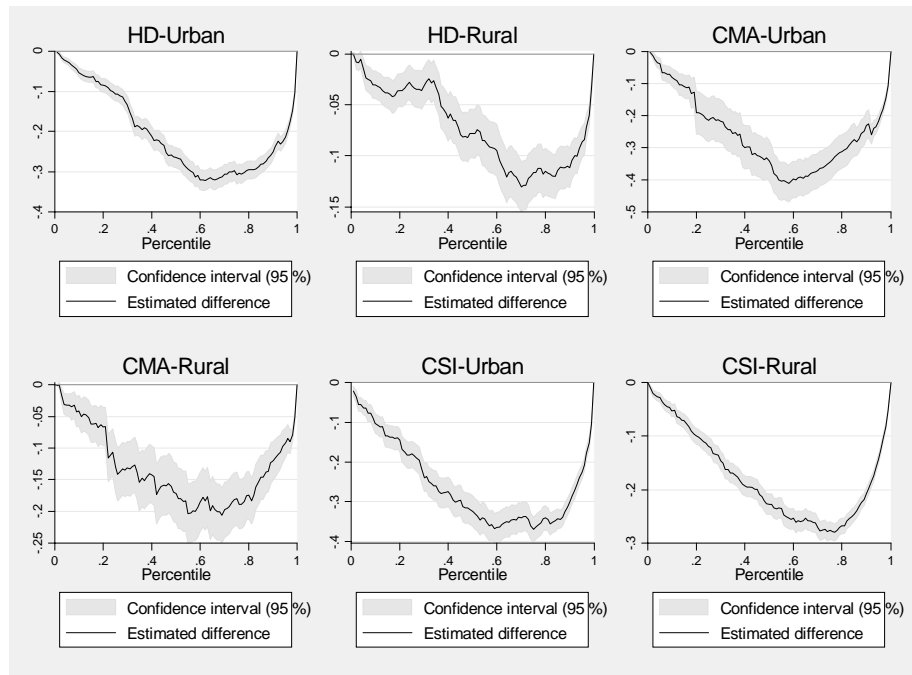 HD-Urban
0
-.1
-.2
-.3
-.4
0 .2 .4 .6 .8 1
Percentile
Confidence interval (95 %)
Estimated difference
HD-Rural
0
-.05
-.1
-.15
0 .2 .4 .6 .8 1
Percentile
Confidence interval (95 %)
Estimated difference
CMA-Urban
0
-.1
-.2
-.3
-.4
-.5
0 .2 .4 .6 .8 1
Percentile
Confidence interval (95 %)
Estimated difference
CMA-Rural
0
-.05
-.1
-.15
-.2
-.25
0 .2 .4 .6 .8 1
Percentile
Confidence interval (95 %)
Estimated difference
CSI-Urban
0
-.1
-.2
-.3
-.4
0 .2 .4 .6 .8 1
Percentile
Confidence interval (95 %)
Estimated difference
CSI-Rural
0
-.1
-.2
-.3
0 .2 .4 .6 .8 1
Percentile
Confidence interval (95 %)
Estimated difference